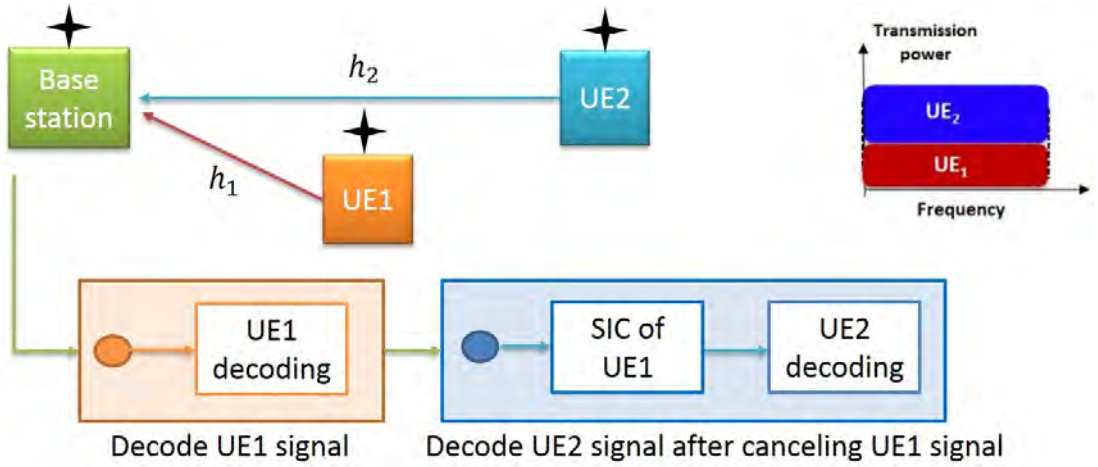 Base
station
h₂
UE2
h₁
UE1
Transmission
power
UE₂
UE₁
Frequency
UE1
decoding
SIC of
UE1
UE2
decoding
Decode UE1 signal
Decode UE2 signal after canceling UE1 signal